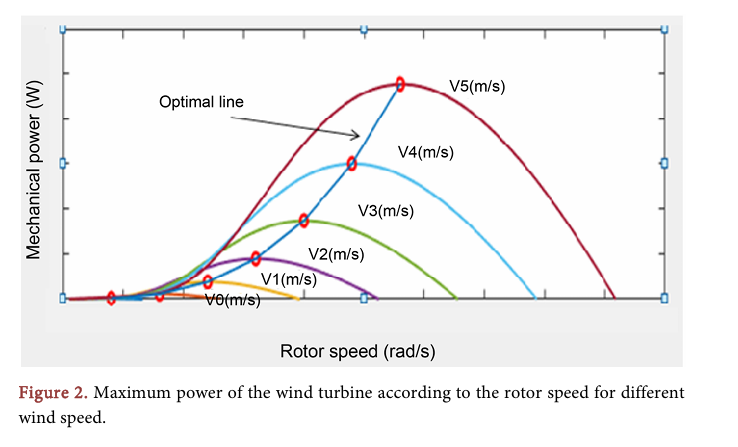 Mechanical power (W)
Optimal line
V5(m/s)
V4(m/s)
V3(m/s)
V2(m/s)
V1(m/s)
V0(m/s)
Rotor speed (rad/s)
Figure 2. Maximum power of the wind turbine according to the rotor speed for different
wind speed.